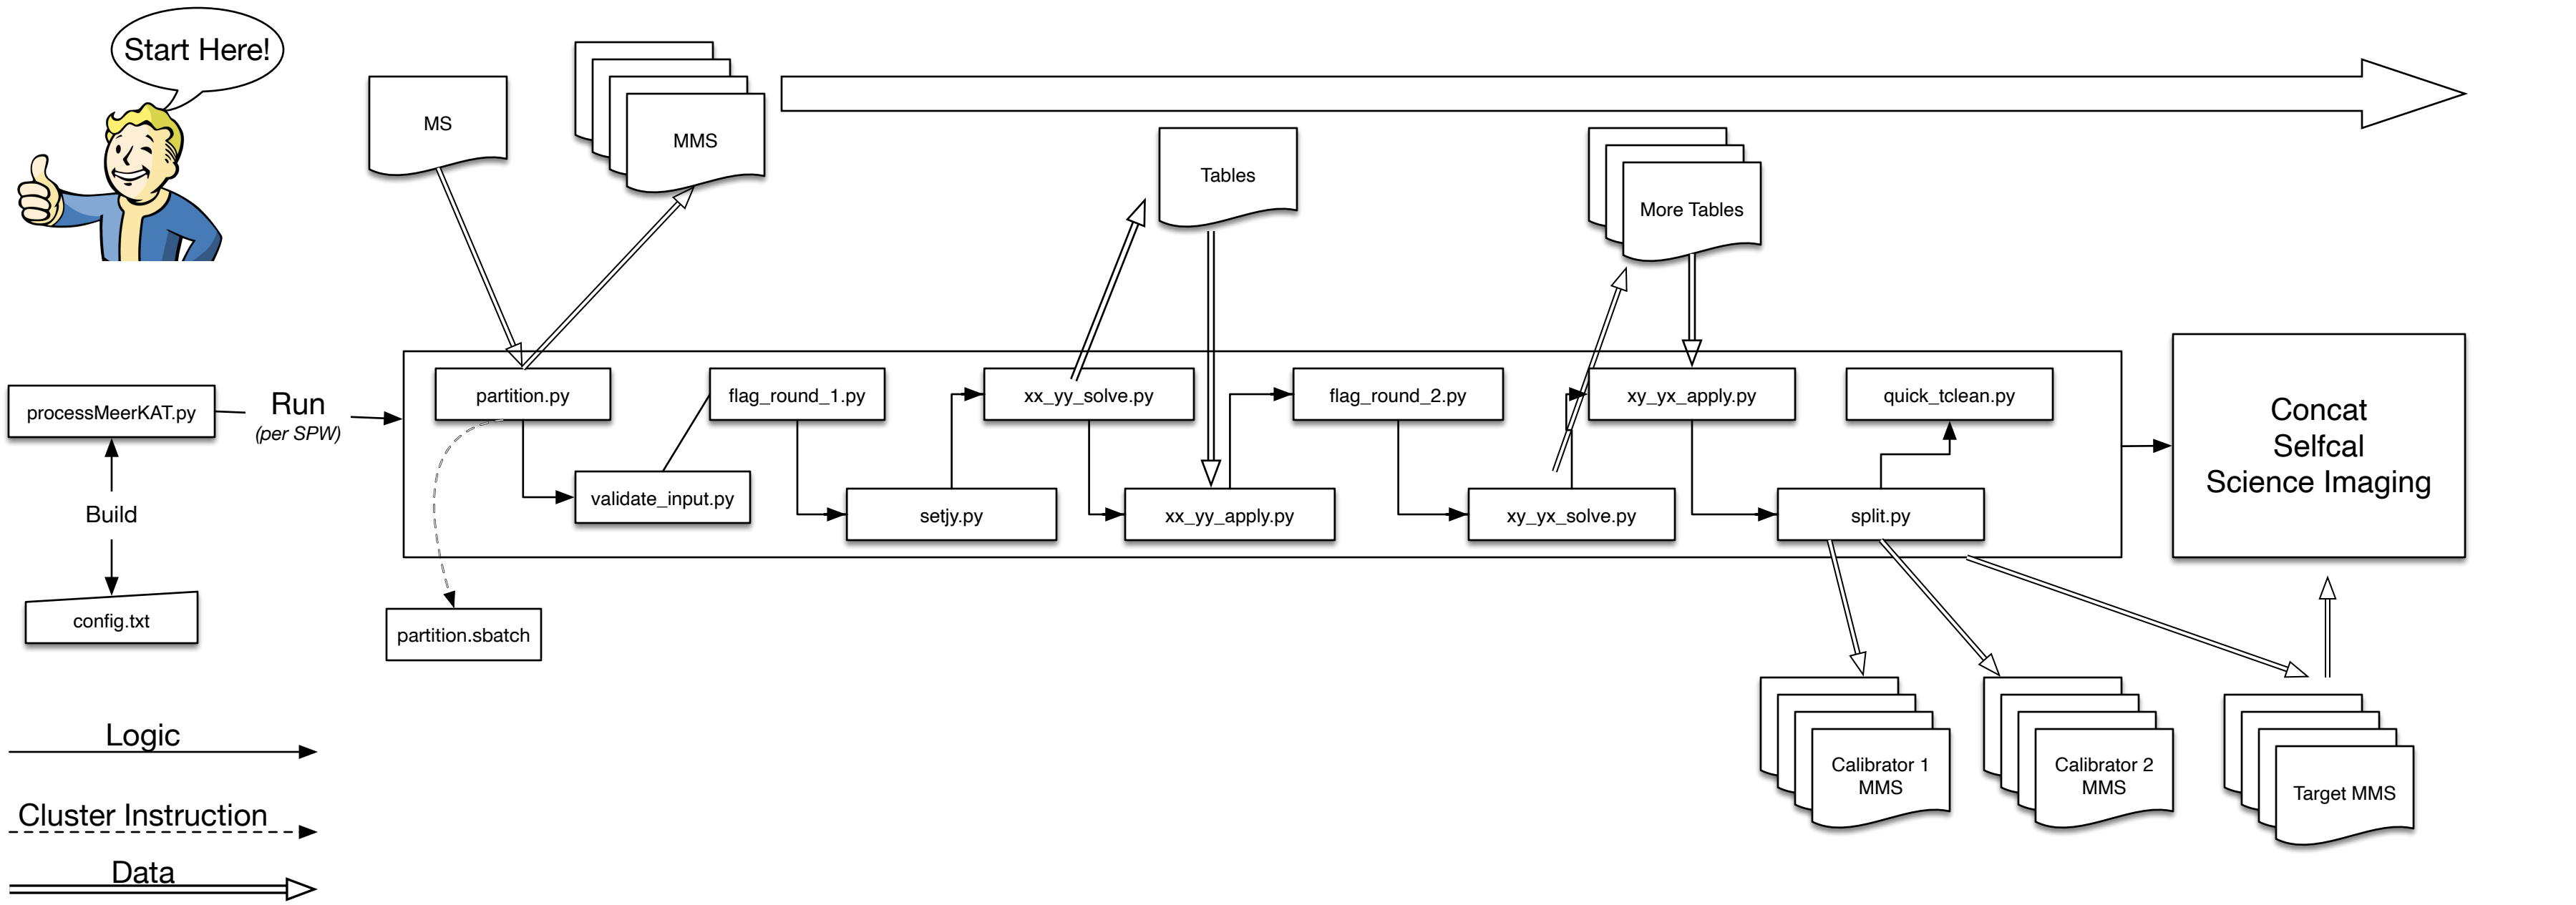 Start Here!
MS
MMS
Tables
More Tables
processMeerKAT.py
Run
(per SPW)
Build
config.txt
partition.py
validate_input.py
flag_round_1.py
setjy.py
xx_yy_solve.py
xx_yy_apply.py
flag_round_2.py
xy_yx_solve.py
xy_yx_apply.py
split.py
quick_tclean.py
Concat
Selfcal
Science Imaging
partition.sbatch
Calibrator 1
MMS
Calibrator 2
MMS
Target MMS
Logic
Cluster Instruction
Data